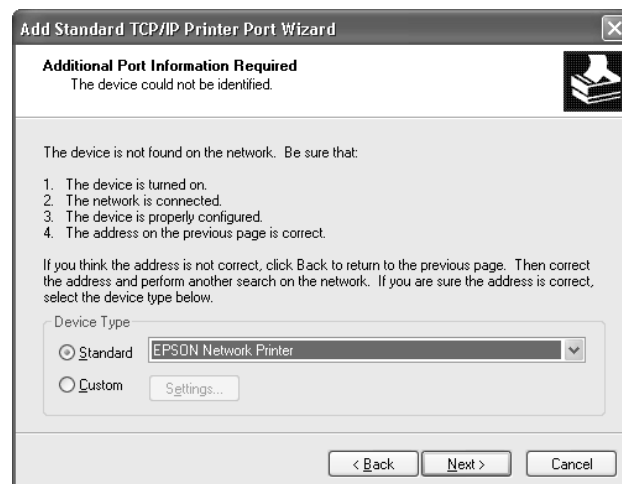 Add Standard TCP/IP Printer Port Wizard
Additional Port Information Required
The device could not be identified.
The device is not found on the network. Be sure that:
1. The device is turned on.
2. The network is connected.
3. The device is properly configured.
4. The address on the previous page is correct.
If you think the address is not correct, click Back to return to the previous page. Then correct
the address and perform another search on the network. If you are sure the address is correct,
select the device type below.
Device Type
Standard
EPSON Network Printer
Custom
Settings...
< Back
Next >
Cancel